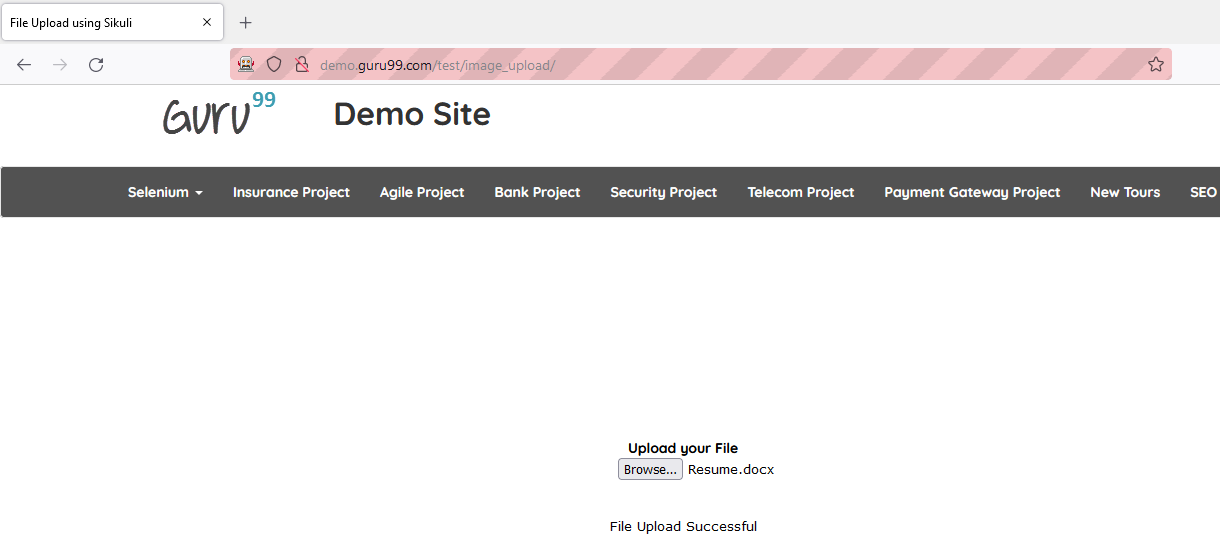 File Upload using Sikuli
demo.guru99.com/test/image_upload/
Guru99 Demo Site
Selenium Insurance Project Agile Project Bank Project Security Project Telecom Project Payment Gateway Project New Tours SEO
Upload your File
Browse... Resume.docx
File Upload Successful